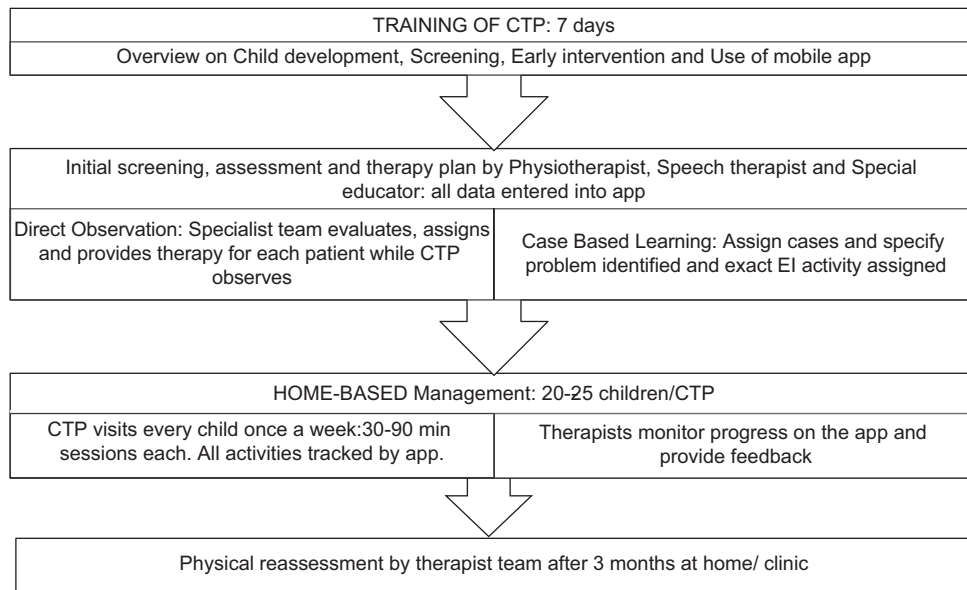 TRAINING OF CTP: 7 days
Overview on Child development, Screening, Early intervention and Use of mobile app
Initial screening, assessment and therapy plan by Physiotherapist, Speech therapist and Special
educator: all data entered into app
Direct Observation: Specialist team evaluates, assigns
and provides therapy for each patient while CTP
observes
Case Based Learning: Assign cases and specify
problem identified and exact EI activity assigned
HOME-BASED Management: 20-25 children/CTP
CTP visits every child once a week:30-90 min
sessions each. All activities tracked by app.
Therapists monitor progress on the app and
provide feedback
Physical reassessment by therapist team after 3 months at home/ clinic